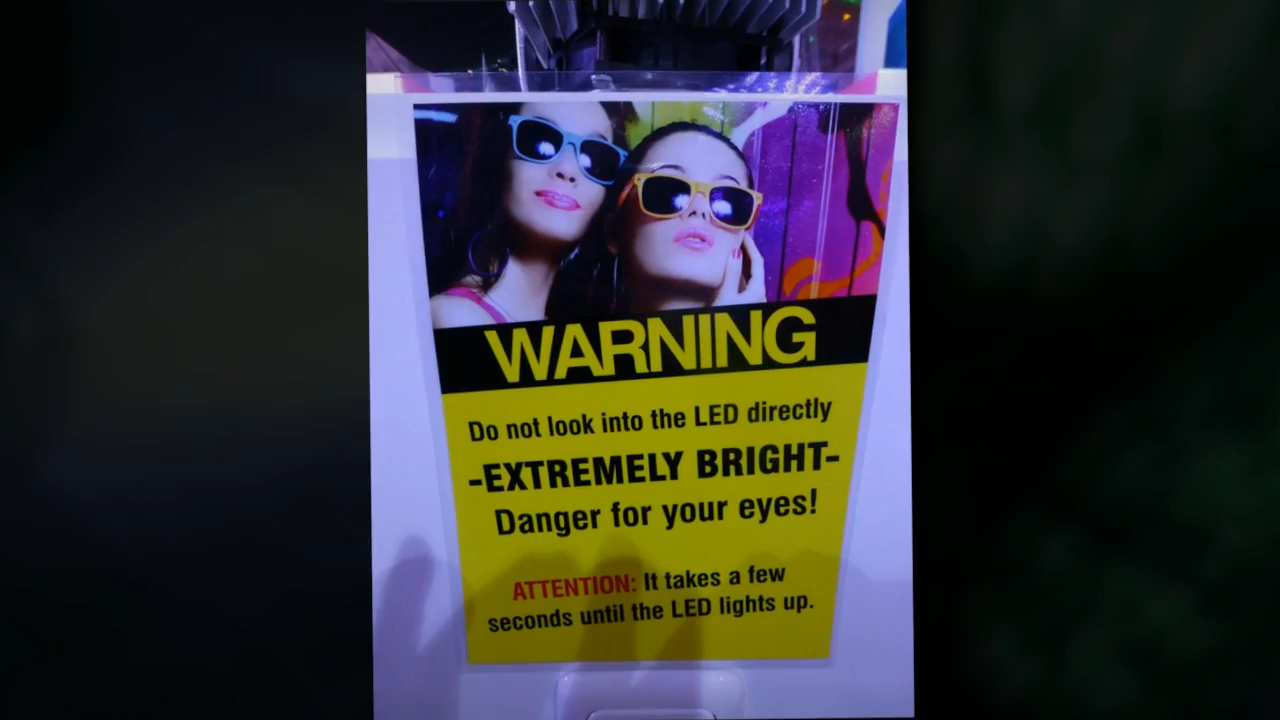 WARNING
Do not look into the LED directly
-EXTREMELY BRIGHT-
Danger for your eyes!
ATTENTION: It takes a few
seconds until the LED lights up.